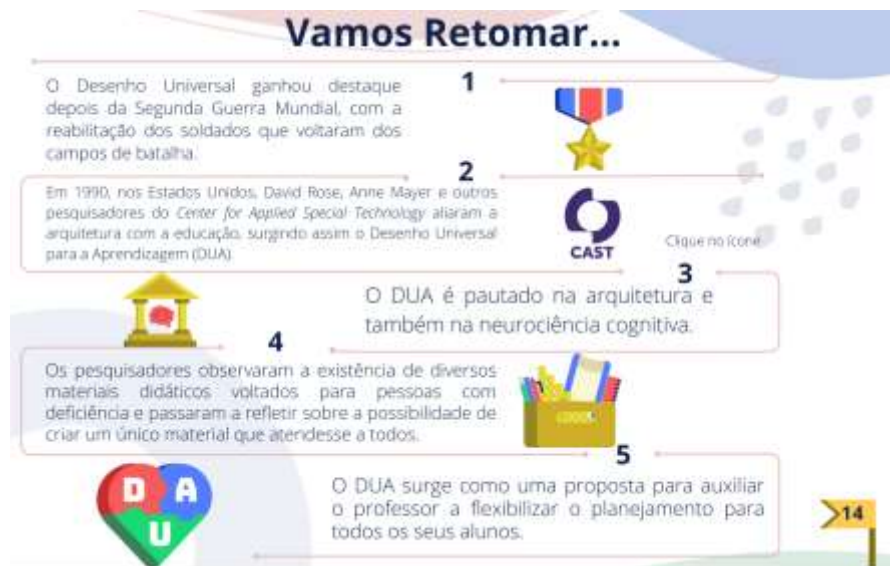 Vamos Retomar...
1
O Desenho Universal ganhou destaque
depois da Segunda Guerra Mundial, com a
reabilitação dos soldados que voltaram dos
campos de batalha.
2
Em 1990, nos Estados Unidos, David Rose, Anne Mayer e outros
pesquisadores do Center for Applied Special Technology aliaram a
arquitetura com a educação, surgindo assim o Desenho Universal
para a Aprendizagem (DUA)
CAST
Clique no ícone
3
O DUA é pautado na arquitetura e
também na neurociência cognitiva.
4
Os pesquisadores observaram a existência de diversos
materiais didáticos voltados para pessoas com
deficiência e passaram a refletir sobre a possibilidade de
criar um único material que atendesse a todos.
5
D A
U
O DUA surge como uma proposta para auxiliar
o professor a flexibilizar o planejamento para
todos os seus alunos.
14